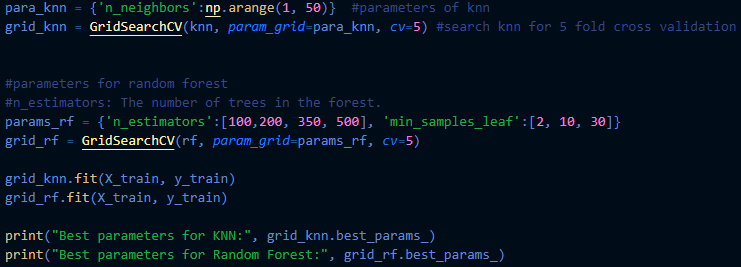 para_knn = {'n_neighbors':np.arange(1, 50)}  #parameters of knn
grid_knn = GridSearchCV(knn, param_grid=para_knn, cv=5) #search knn for 5 fold cross validation
#parameters for random forest
#n_estimators: The number of trees in the forest.
params_rf = {'n_estimators':[100,200, 350, 500], 'min_samples_leaf':[2, 10, 30]}
grid_rf = GridSearchCV(rf, param_grid=params_rf, cv=5)
grid_knn.fit(X_train, y_train)
grid_rf.fit(X_train, y_train)
print("Best parameters for KNN:", grid_knn.best_params_)
print("Best parameters for Random Forest:", grid_rf.best_params_)